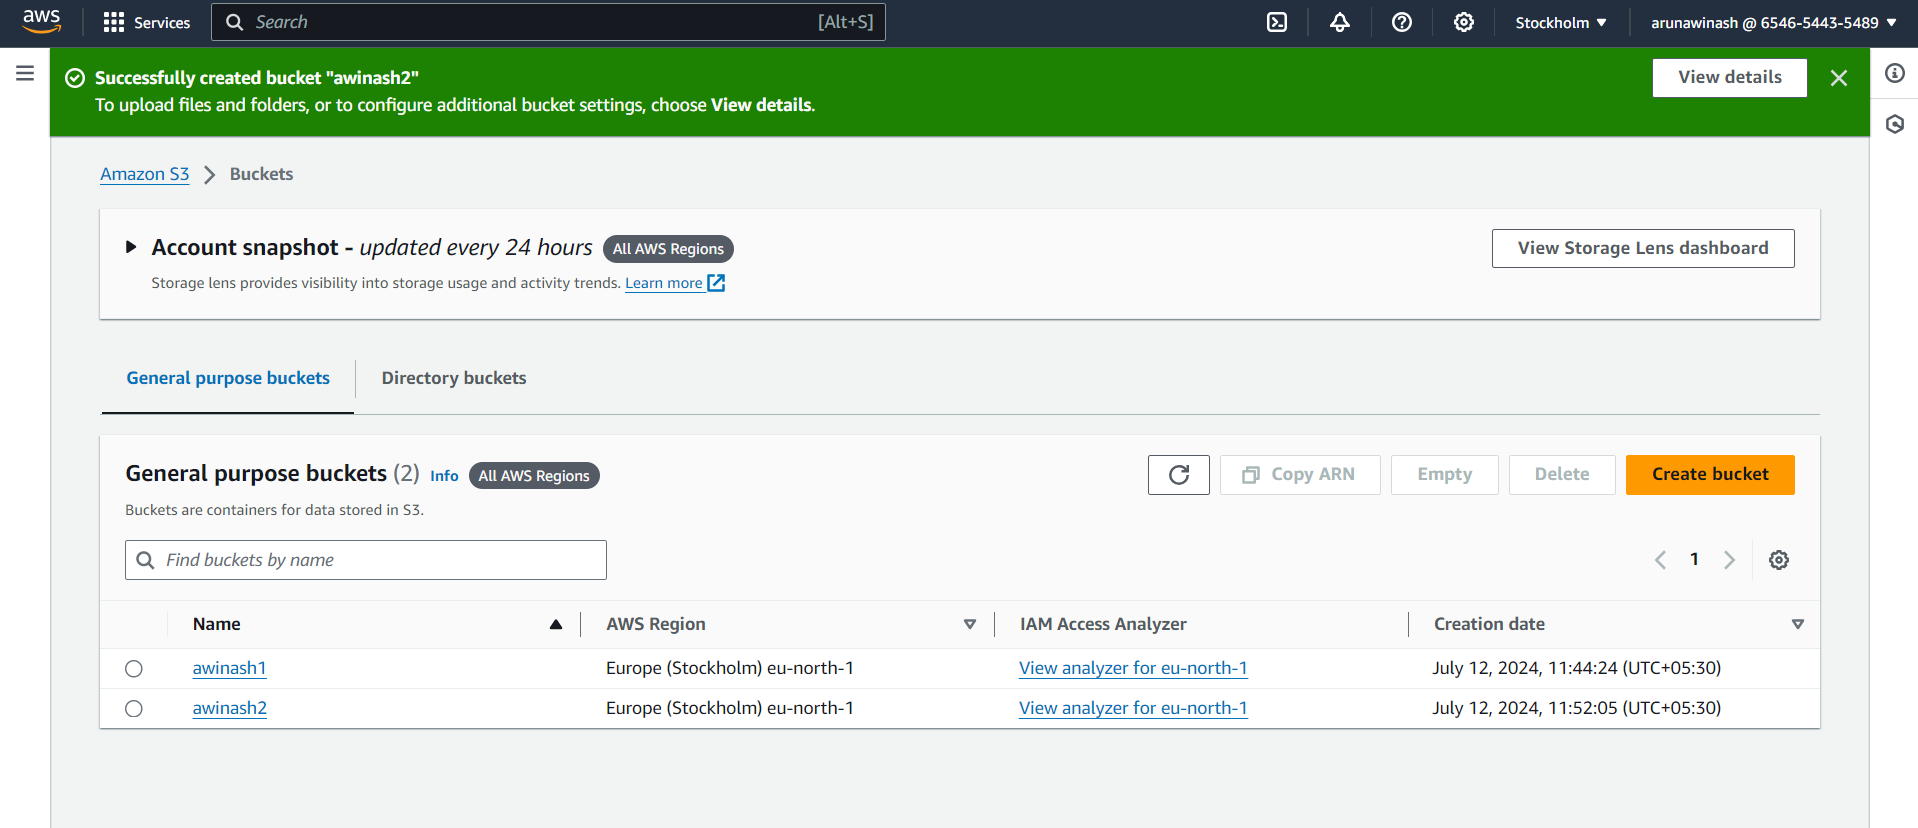 aws Services Search [Alt+S] Stockholm ▼ arunawinash @ 6546-5443-5489 ▼
Successfully created bucket "awinash2"
To upload files and folders, or to configure additional bucket settings, choose View details.
View details
Amazon S3 > Buckets
Account snapshot - updated every 24 hours All AWS Regions
Storage lens provides visibility into storage usage and activity trends. Learn more
View Storage Lens dashboard
General purpose buckets Directory buckets
General purpose buckets (2) Info All AWS Regions
Buckets are containers for data stored in S3.
Copy ARN Empty Delete Create bucket
Find buckets by name
1
Name AWS Region IAM Access Analyzer Creation date
awinash1 Europe (Stockholm) eu-north-1 View analyzer for eu-north-1 July 12, 2024, 11:44:24 (UTC+05:30)
awinash2 Europe (Stockholm) eu-north-1 View analyzer for eu-north-1 July 12, 2024, 11:52:05 (UTC+05:30)